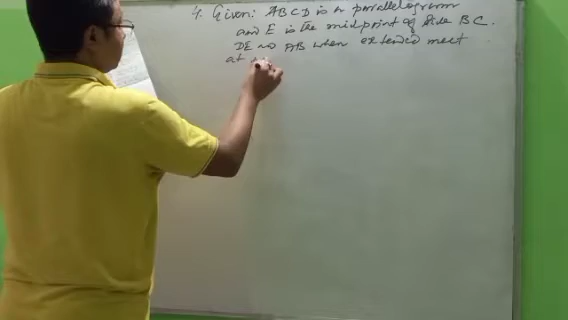 4. Given: ABCD is a parallelogram
and E is the midpoint of side BC.
DE and AB when extended meet
at